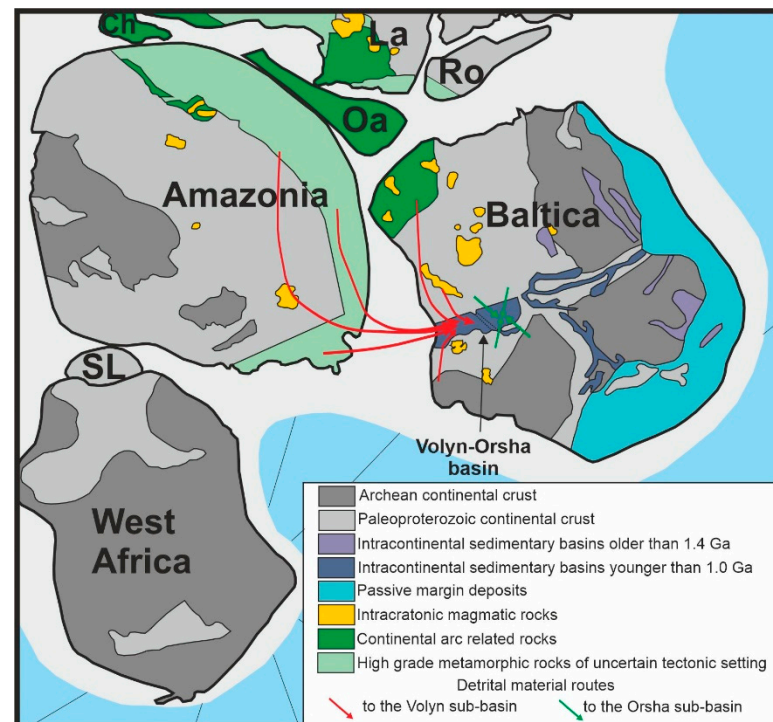 Ch
La
Ro
Oa
Amazonia
Baltica
SL
Volyn-Orsha
basin
West
Africa
Archean continental crust
Paleoproterozoic continental crust
Intracontinental sedimentary basins older than 1.4 Ga
Intracontinental sedimentary basins younger than 1.0 Ga
Passive margin deposits
Intracratonic magmatic rocks
Continental arc related rocks
High grade metamorphic rocks of uncertain tectonic setting
Detrital material routes
to the Volyn sub-basin
to the Orsha sub-basin